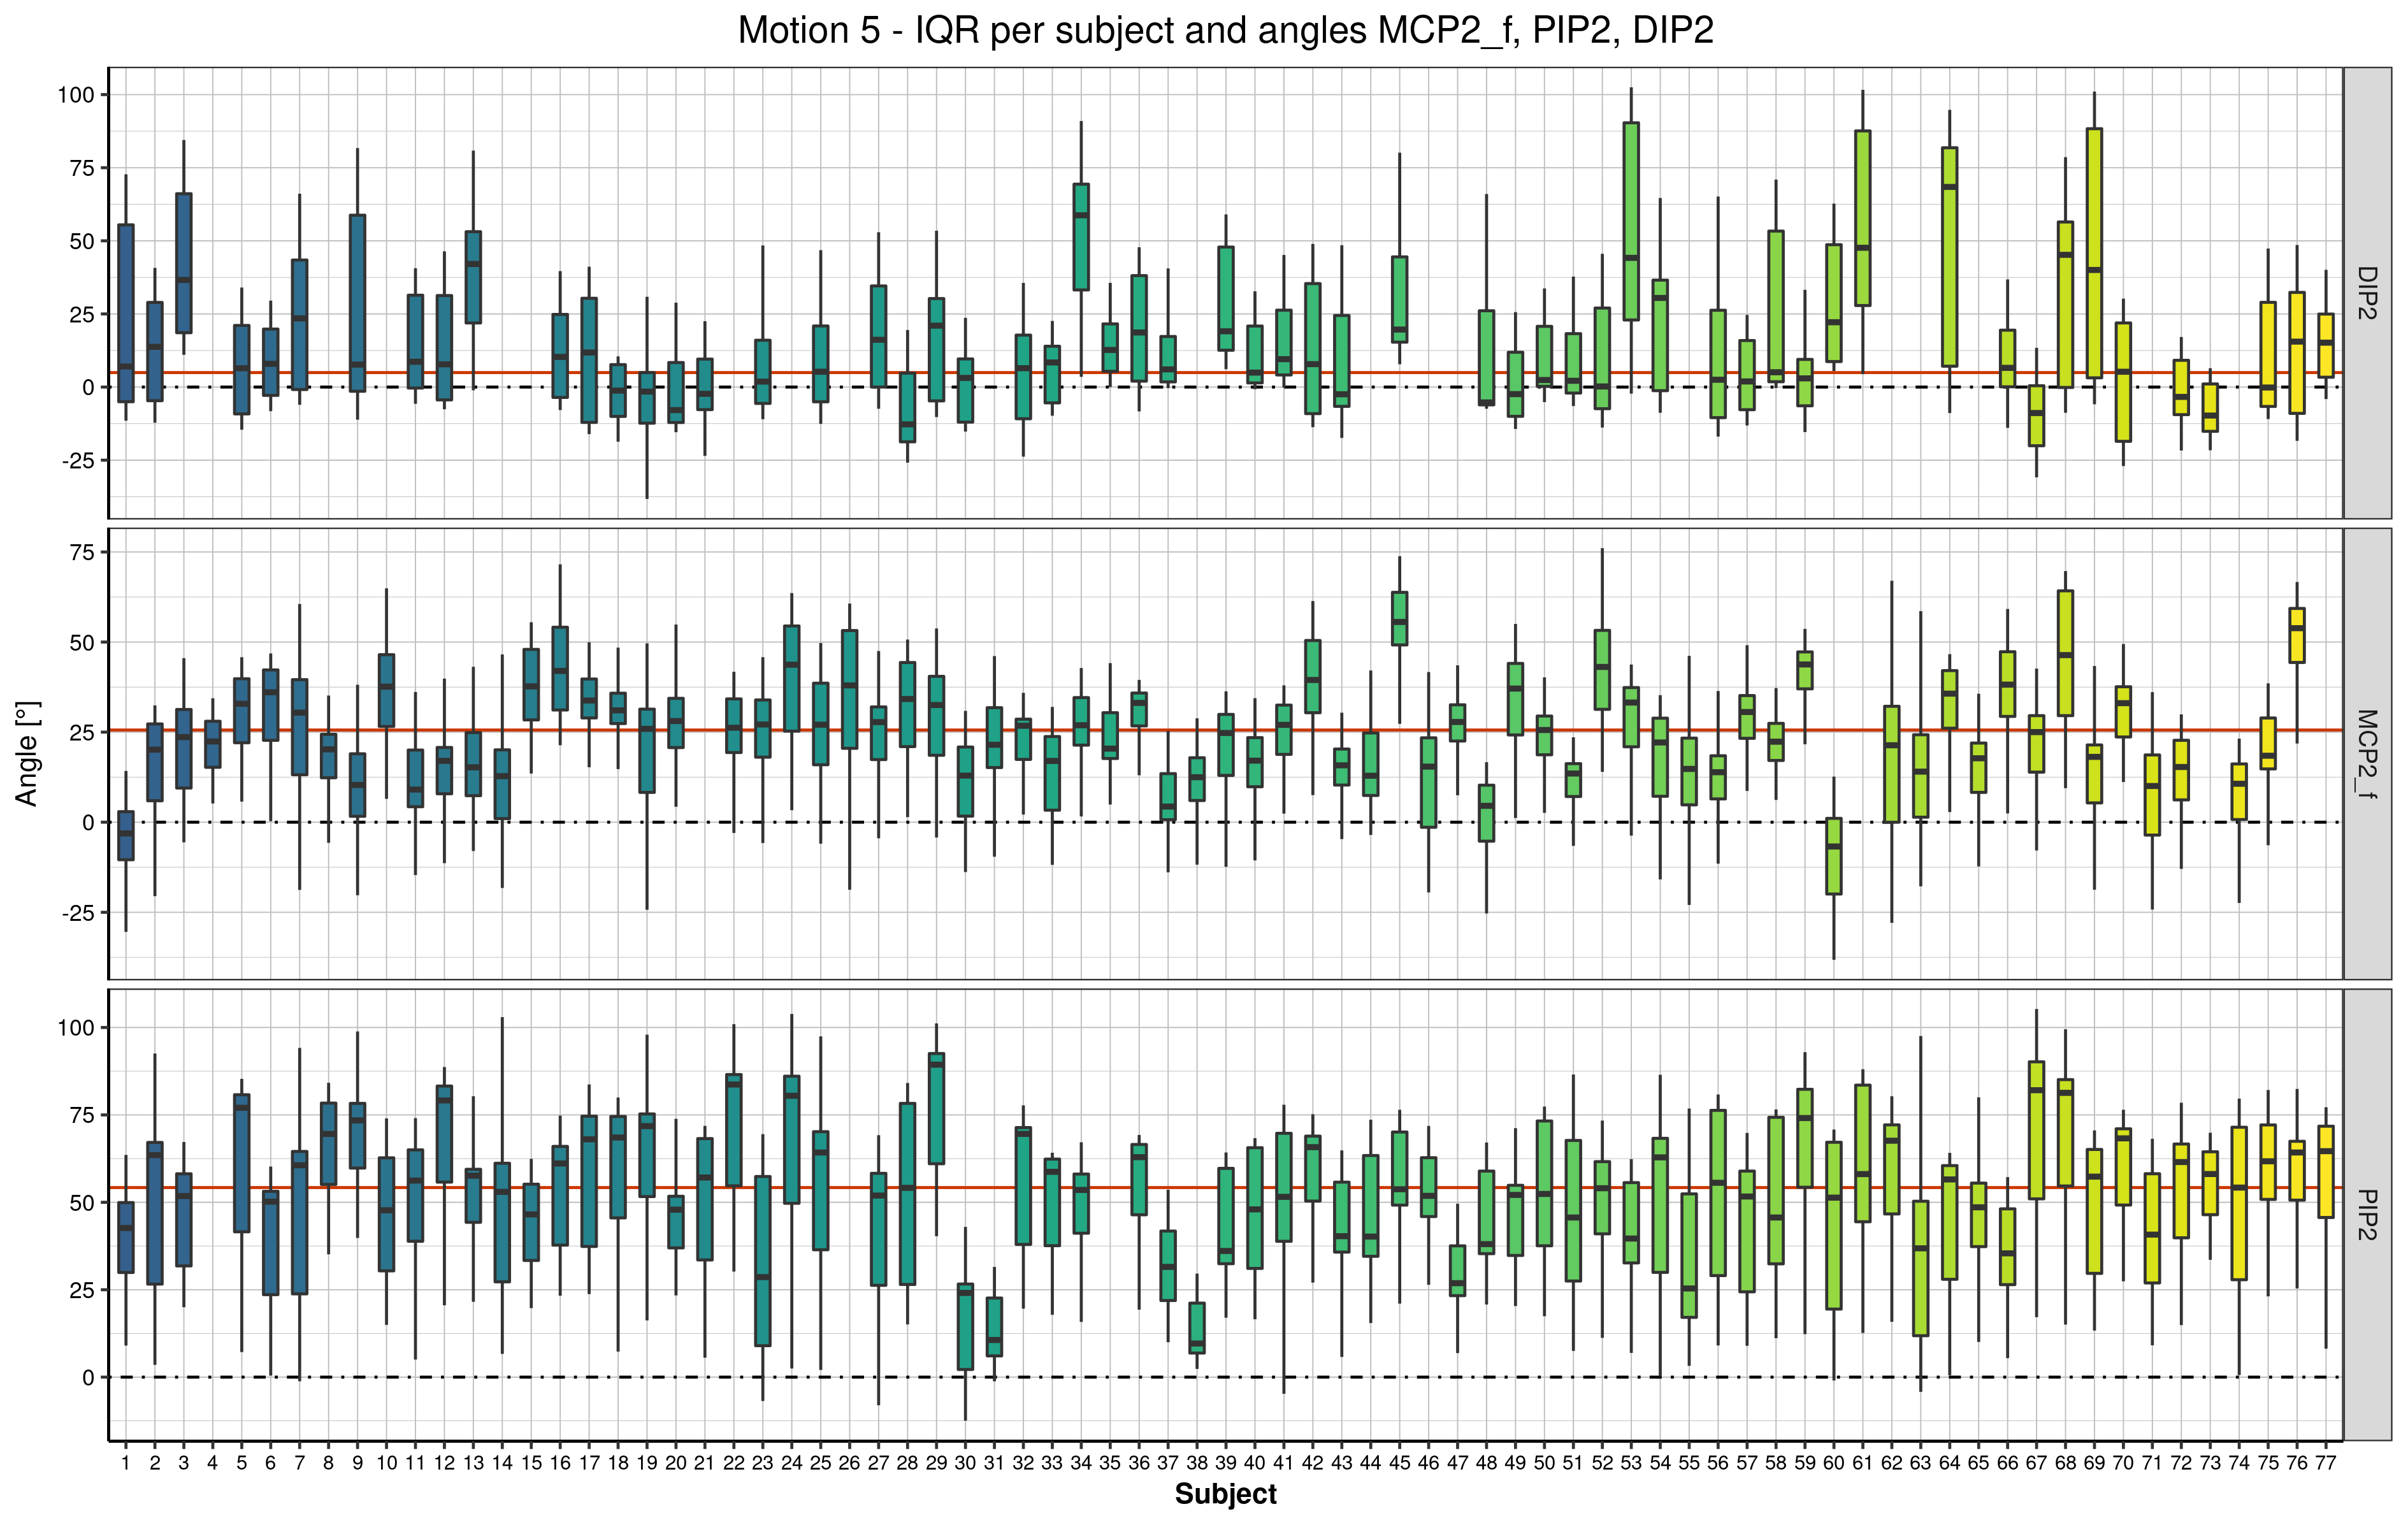 Motion 5 - IQR per subject and angles MCP2_f, PIP2, DIP2
100
75
50
25
0
-25
DIP2
75
50
25
0
-25
MCP2_f
Angle [°]
100
75
50
25
0
PIP2
1 2 3 4 5 6 7 8 9 10 11 12 13 14 15 16 17 18 19 20 21 22 23 24 25 26 27 28 29 30 31 32 33 34 35 36 37 38 39 40 41 42 43 44 45 46 47 48 49 50 51 52 53 54 55 56 57 58 59 60 61 62 63 64 65 66 67 68 69 70 71 72 73 74 75 76 77
Subject